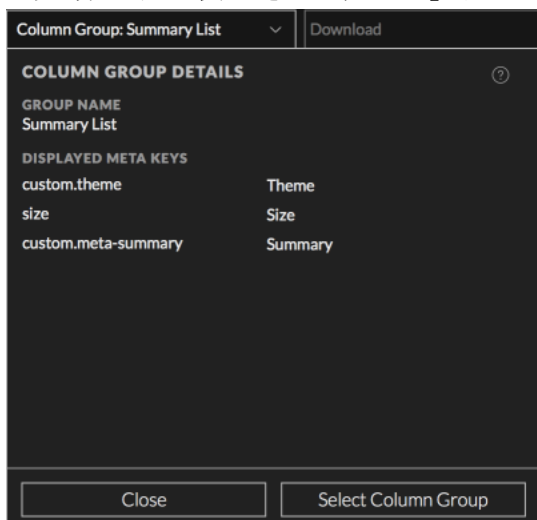 Column Group: Summary List Download
COLUMN GROUP DETAILS
GROUP NAME
Summary List
DISPLAYED META KEYS
custom.theme Theme
size Size
custom.meta-summary Summary
Close Select Column Group